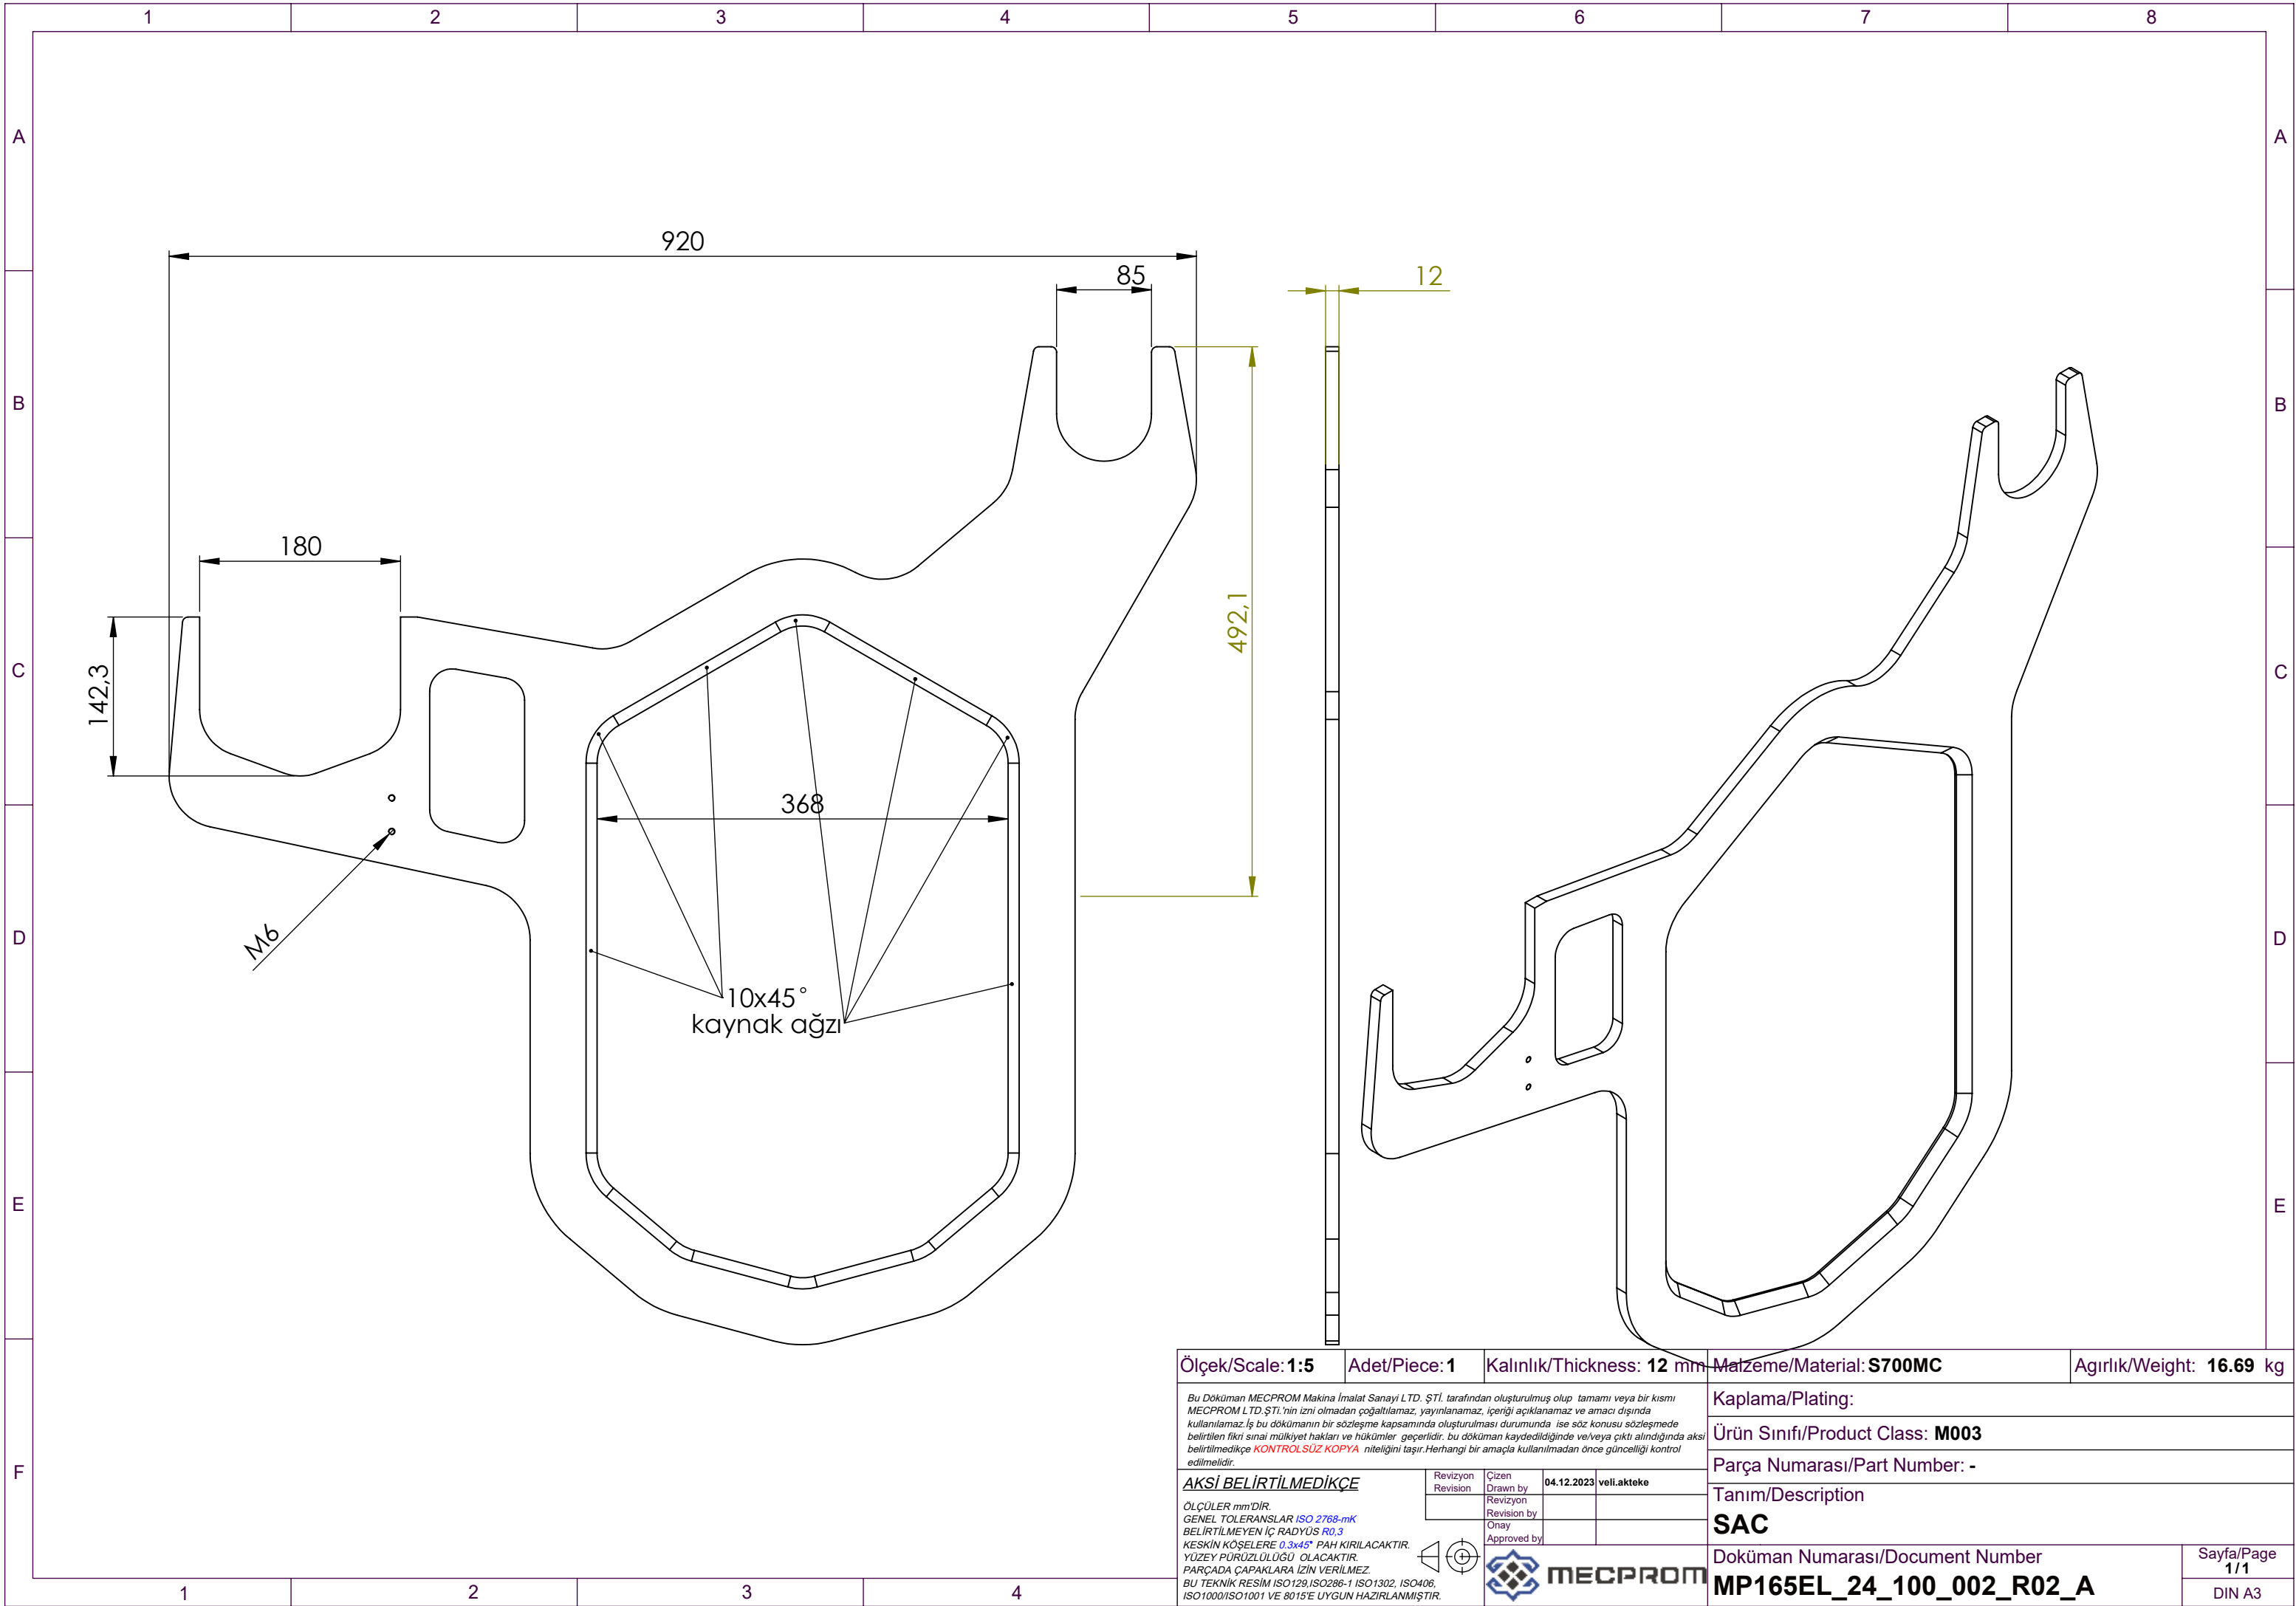 1 2 3 4 5 6 7 8
A A
B B
C C
D D
E E
F
1 2 3 4
920
85
12
180
142,3
492,1
368
M6
10x45°
kaynak ağzı
Ölçek/Scale: 1:5
Adet/Piece: 1
Kalınlık/Thickness: 12 mm
Malzeme/Material: S700MC
Agırlık/Weight: 16.69 kg
Bu Döküman MECPROM Makina İmalat Sanayi LTD. ŞTİ. tarafından oluşturulmuş olup tamamı veya bir kısmı
MECPROM LTD.ŞTi.'nin izni olmadan çoğaltılamaz, yayınlanamaz, içeriği açıklanamaz ve amacı dışında
kullanılamaz.İş bu dökümanın bir sözleşme kapsamında oluşturulması durumunda ise söz konusu sözleşmede
belirtilen fikri sınai mülkiyet hakları ve hükümler geçerlidir. bu döküman kaydedildiğinde ve/veya çıktı alındığında aksi
belirtilmedikçe KONTROLSÜZ KOPYA niteliğini taşır.Herhangi bir amaçla kullanılmadan önce güncelliği kontrol
edilmelidir.
Kaplama/Plating:
Ürün Sınıfı/Product Class: M003
Parça Numarası/Part Number: -
Tanım/Description
SAC
AKSİ BELİRTİLMEDİKÇE
ÖLÇÜLER mm'DİR.
GENEL TOLERANSLAR ISO 2768-mK
BELİRTİLMEYEN İÇ RADYÜS R0,3
KESKİN KÖŞELERE 0.3x45° PAH KIRILACAKTIR.
YÜZEY PÜRÜZLÜLÜĞÜ OLACAKTIR.
PARÇADA ÇAPAKLARA İZİN VERİLMEZ.
BU TEKNİK RESİM ISO129,ISO286-1 ISO1302, ISO406,
ISO1000/ISO1001 VE 8015'E UYGUN HAZIRLANMIŞTIR.
Revizyon
Revision
Çizen
Drawn by
04.12.2023 veli.akteke
Revizyon
Revision by
Onay
Approved by
MECPROM
Doküman Numarası/Document Number
MP165EL_24_100_002_R02_A
Sayfa/Page
1/1
DIN A3